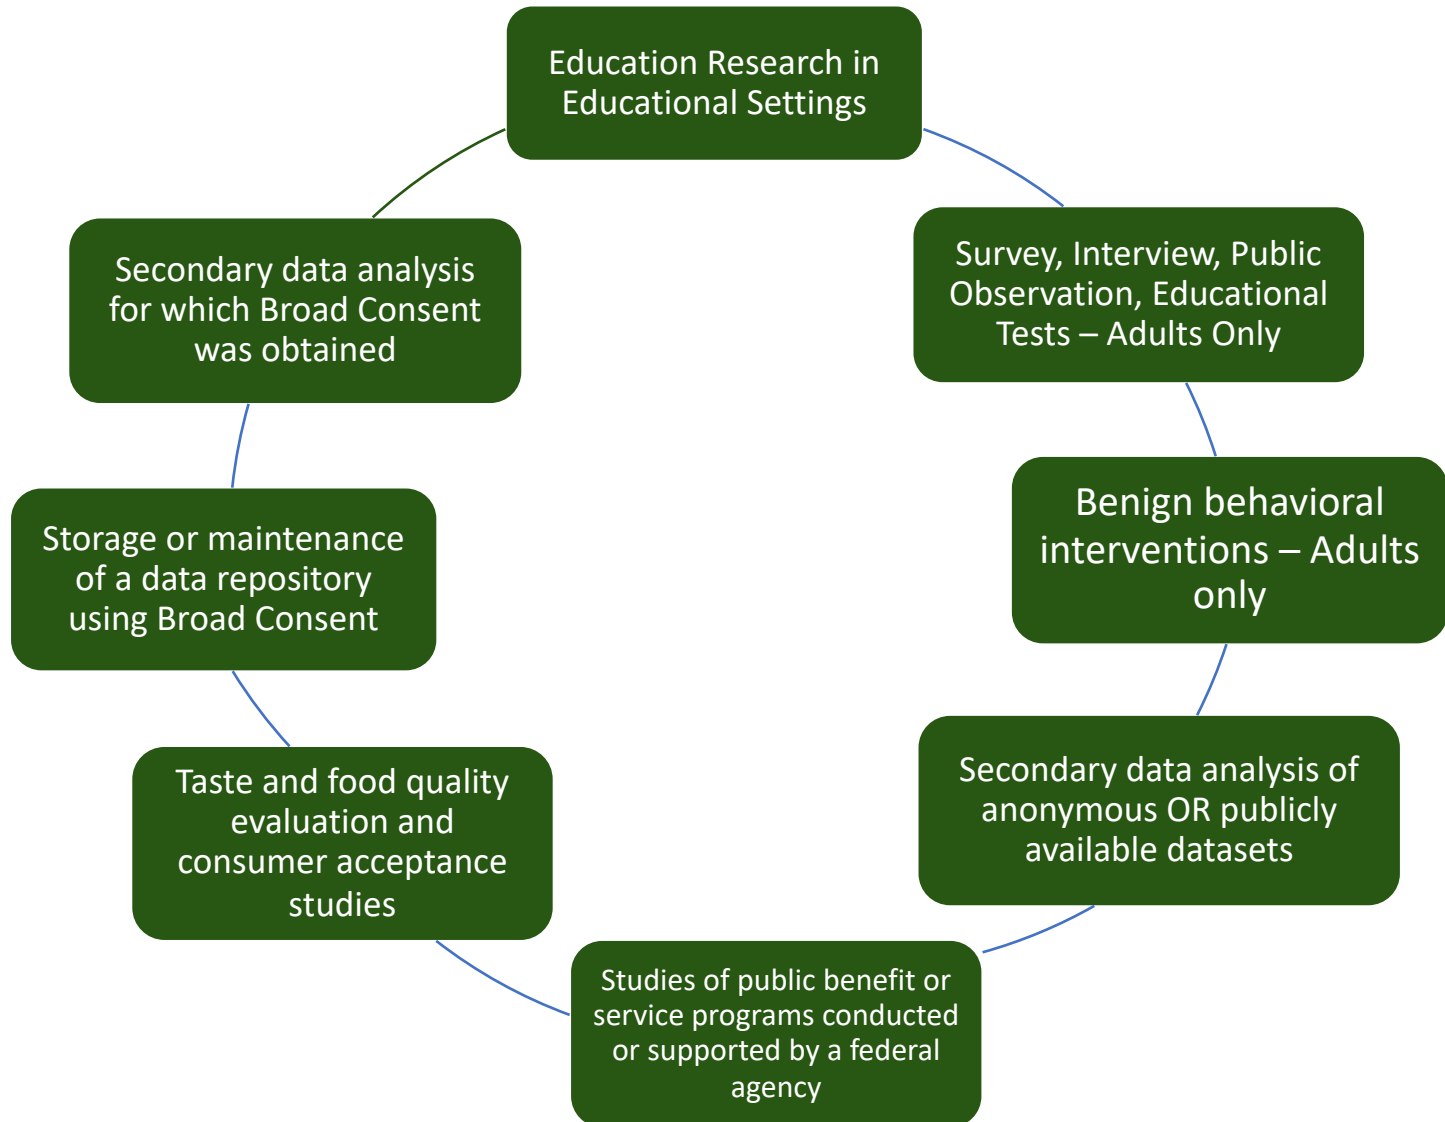 Education Research in
Educational Settings
Survey, Interview, Public
Observation, Educational
Tests – Adults Only
Benign behavioral
interventions – Adults
only
Secondary data analysis of
anonymous OR publicly
available datasets
Studies of public benefit or
service programs conducted
or supported by a federal
agency
Taste and food quality
evaluation and
consumer acceptance
studies
Storage or maintenance
of a data repository
using Broad Consent
Secondary data analysis
for which Broad Consent
was obtained